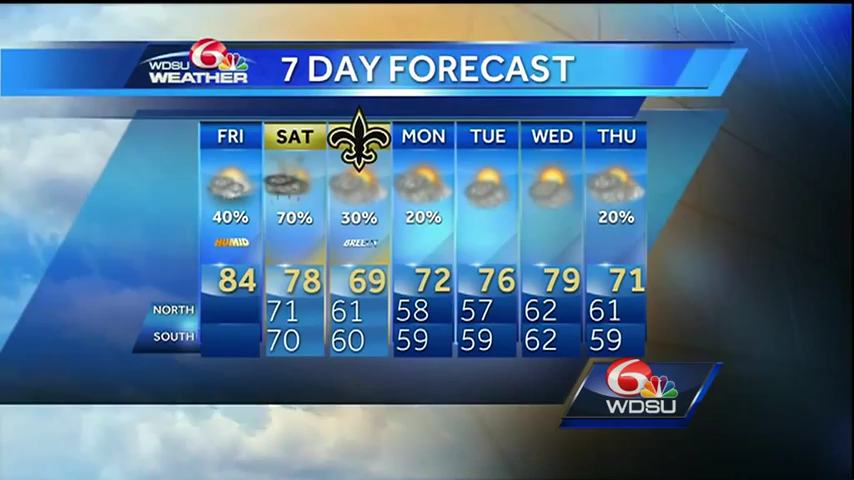 WDSU 6
WEATHER
7 DAY FORECAST
FRI SAT MON TUE WED THU
40% 70% 30% 20% 20%
HUMID BREEZY
84 78 69 72 76 79 71
NORTH 71 61 58 57 62 61
SOUTH 70 60 59 59 62 59
6
WDSU